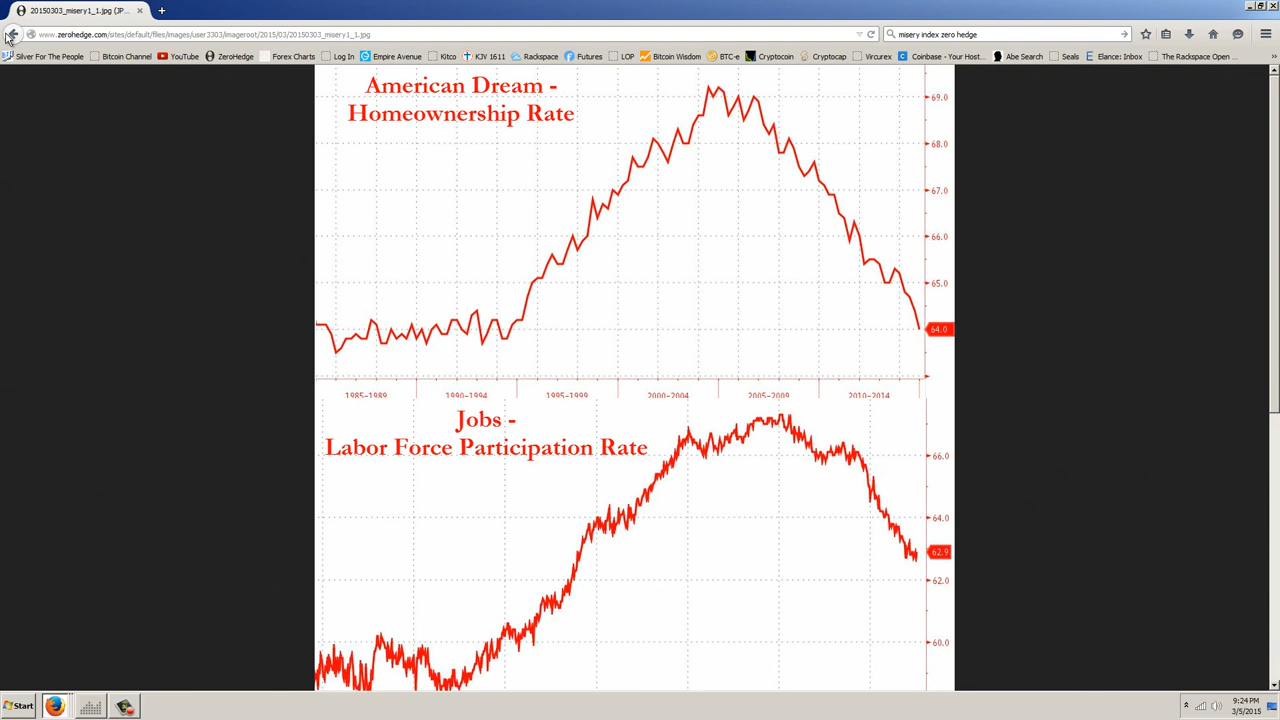 20150303_misery1_1.jpg (JP...
www.zerohedge.com/sites/default/files/images/user3303/imageroot/2015/03/20150303_misery1_1.jpg
misery index zero hedge
Silver For The People Bitcoin Channel YouTube ZeroHedge Forex Charts Log In Empire Avenue Kitco KJV 1611 Rackspace Futures LOP Bitcoin Wisdom BTC-e Cryptocoin Cryptocap Vircurex Coinbase - Your Host... Seals Abe Search Elance: Inbox The Rackspace Open ...
American Dream -
Homeownership Rate
69.0
68.0
67.0
66.0
65.0
64.0
1985-1989 1990-1994 1995-1999 2000-2004 2005-2009 2010-2014
Jobs -
Labor Force Participation Rate
66.0
64.0
62.9
62.0
60.0
Start
9:24 PM
3/5/2015